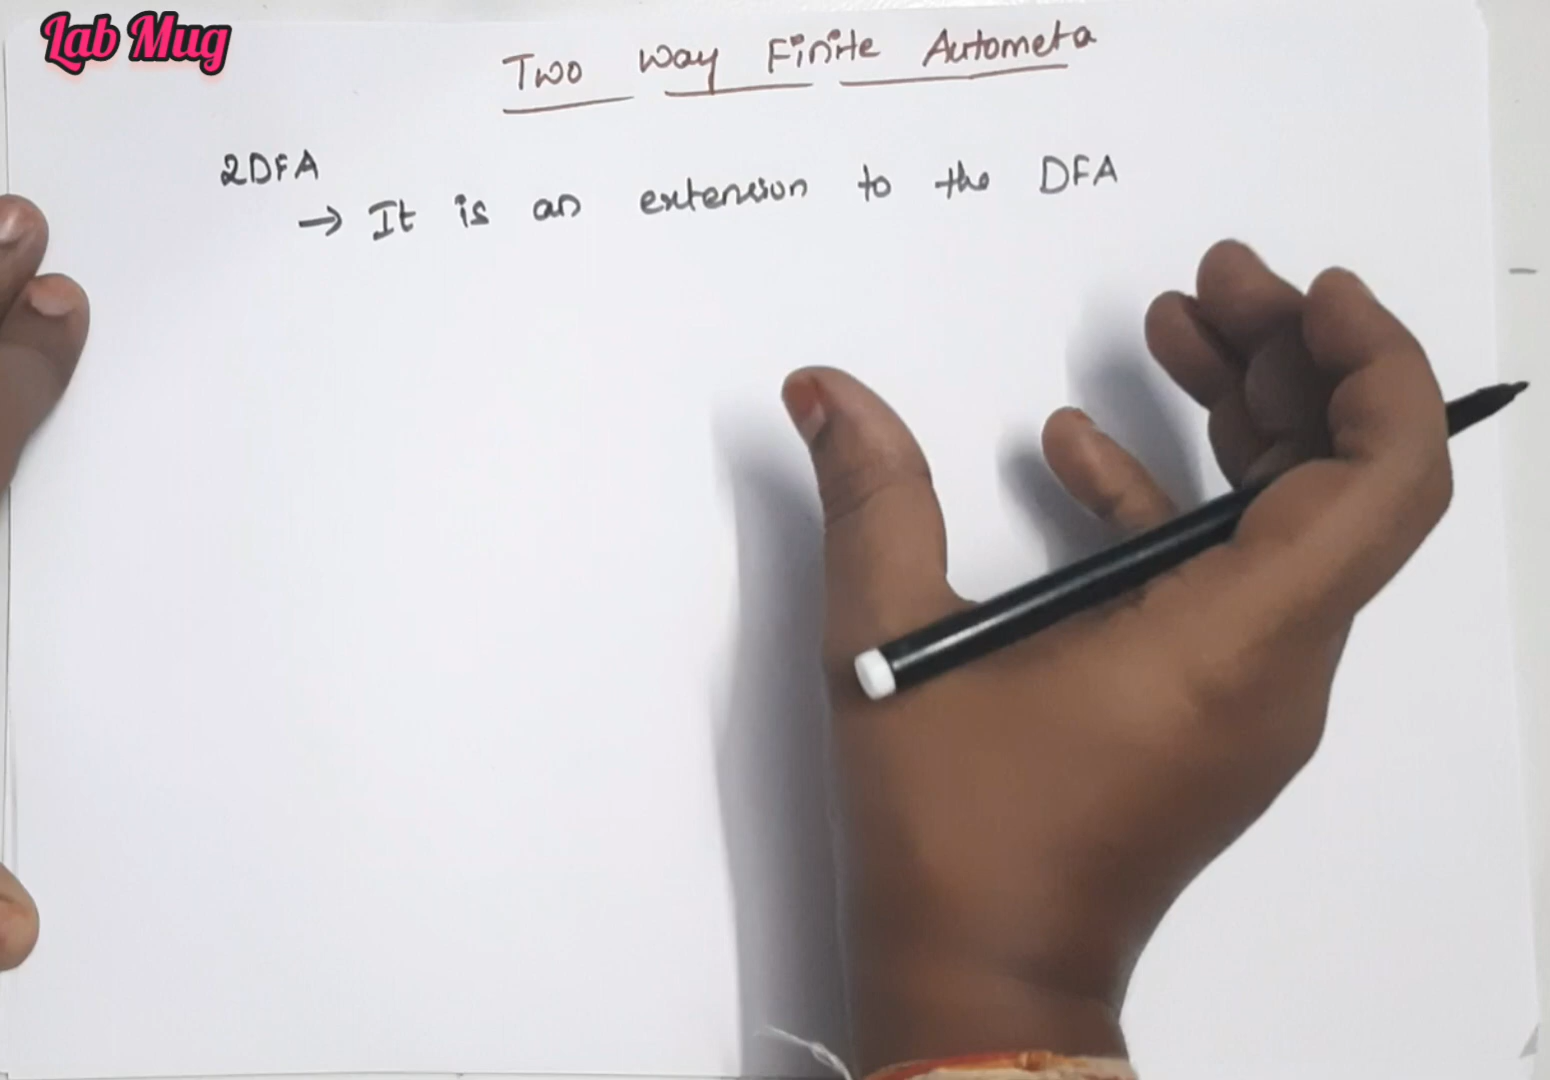 Lab Mug
Two Way Finite Autometa
2DFA
→ It is an extension to the DFA